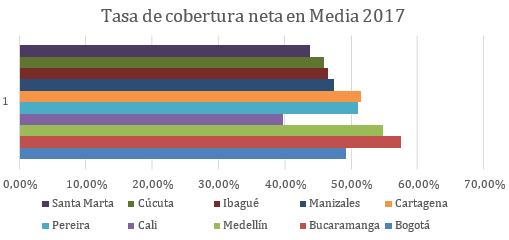 Tasa de cobertura neta en Media 2017
1
0,00% 10,00% 20,00% 30,00% 40,00% 50,00% 60,00% 70,00%
Santa Marta Cúcuta Ibagué Manizales Cartagena
Pereira Cali Medellín Bucaramanga Bogotá